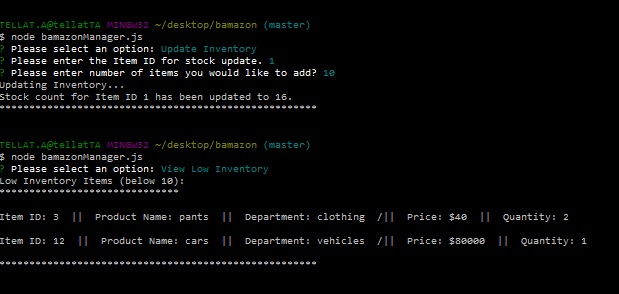 TELLAT.A@tellatTA MINGW32 ~/desktop/bamazon (master)
$ node bamazonManager.js
? Please select an option: Update Inventory
? Please enter the Item ID for stock update. 1
? Please enter number of items you would like to add? 10
Updating Inventory...
Stock count for Item ID 1 has been updated to 16.
*****************************************************
TELLAT.A@tellatTA MINGW32 ~/desktop/bamazon (master)
$ node bamazonManager.js
? Please select an option: View Low Inventory
Low Inventory Items (below 10):
******************************
Item ID: 3  ||  Product Name: pants  ||  Department: clothing  /||  Price: $40  ||  Quantity: 2
Item ID: 12  ||  Product Name: cars  ||  Department: vehicles  /||  Price: $80000  ||  Quantity: 1
*****************************************************